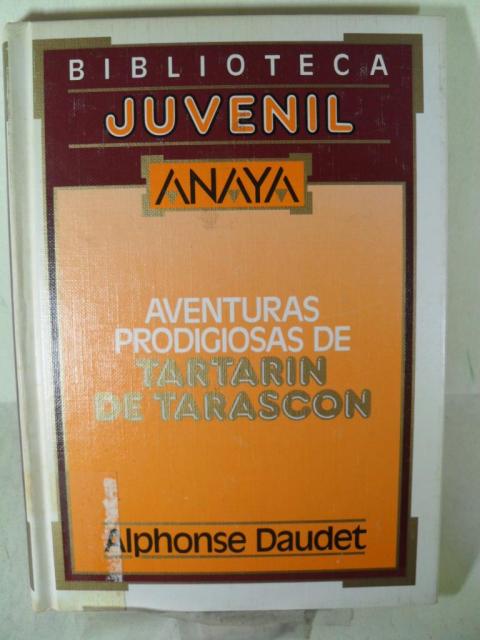 BIBLIOTECA
JUVENIL
ANAYA
AVENTURAS
PRODIGIOSAS DE
TARTARIN
DE TARASCON
Alphonse Daudet